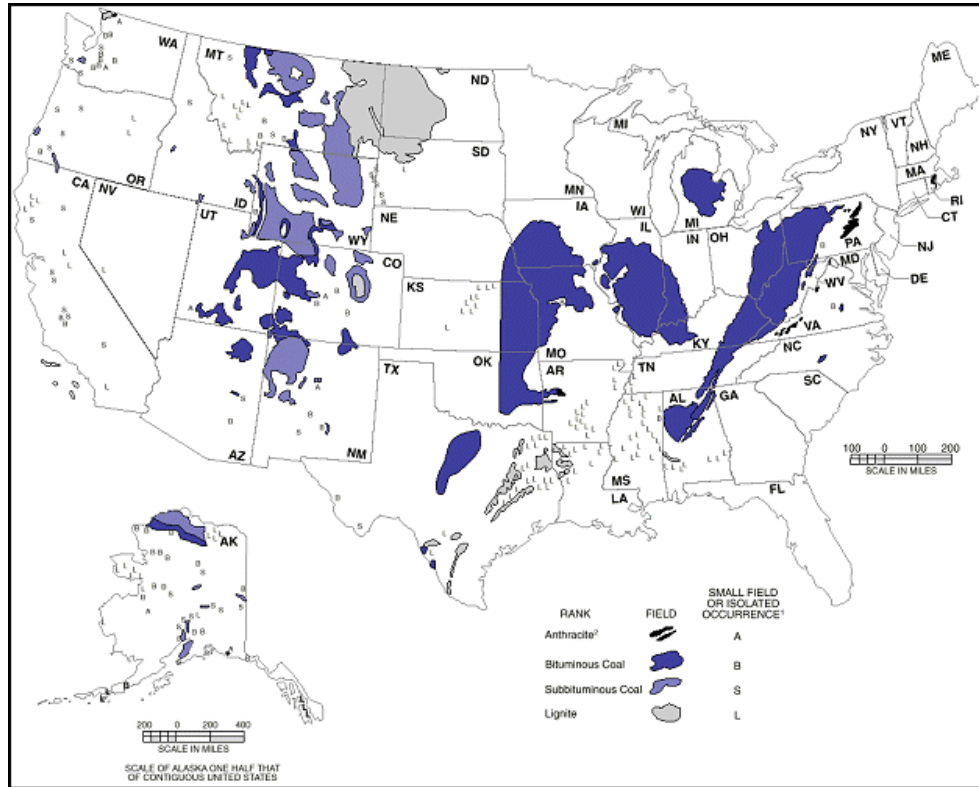 WA
MT
ND
ME
MI
NY
VT
NH
SD
OR
MN
MA
CA
NV
ID
IA
WI
RI
UT
NE
IL
MI
IN
OH
CT
WY
CO
PA
NJ
MD
KS
WV
DE
VA
KY
MO
NC
OK
TX
AR
TN
SC
AL
GA
AZ
NM
MS
LA
FL
100 0 100 200
SCALE IN MILES
AK
RANK FIELD SMALL FIELD OR ISOLATED OCCURRENCE¹
Anthracite² A
Bituminous Coal B
Subbituminous Coal S
Lignite L
200 0 200 400
SCALE IN MILES
SCALE OF ALASKA ONE HALF THAT
OF CONTIGUOUS UNITED STATES